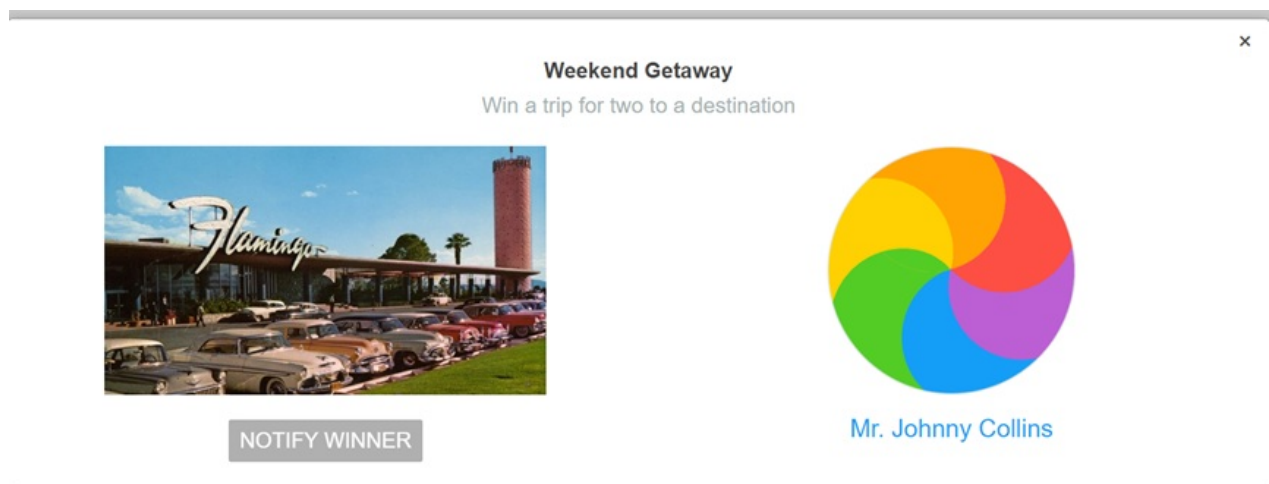 ×
Weekend Getaway
Win a trip for two to a destination
Flamingo
NOTIFY WINNER
Mr. Johnny Collins